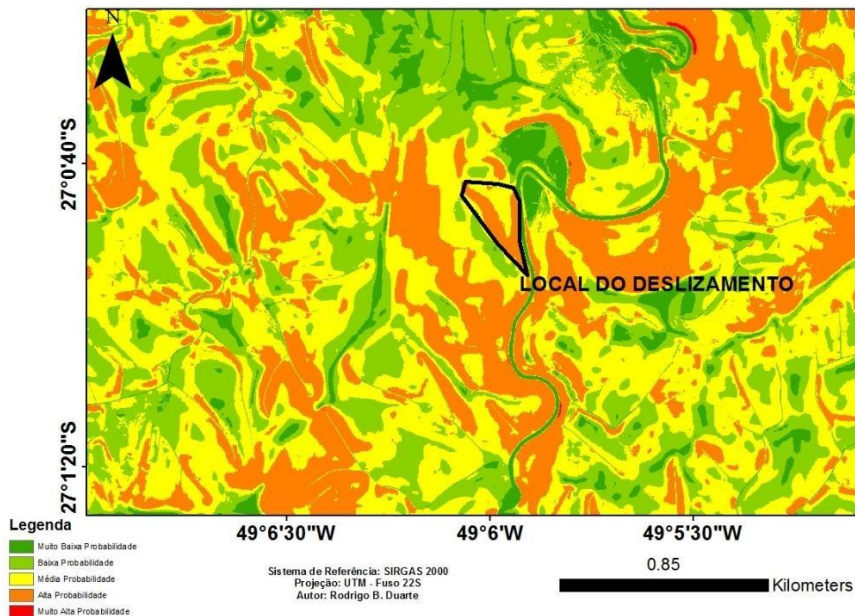 N
27°0'40"S
LOCAL DO DESLIZAMENTO
27°1'20"S
49°6'30"W
49°6'W
49°5'30"W
Legenda
Muito Baixa Probabilidade
Baixa Probabilidade
Média Probabilidade
Alta Probabilidade
Muito Alta Probabilidade
Sistema de Referência: SIRGAS 2000
Projeção: UTM - Fuso 22S
Autor: Rodrigo B. Duarte
0.85
Kilometers